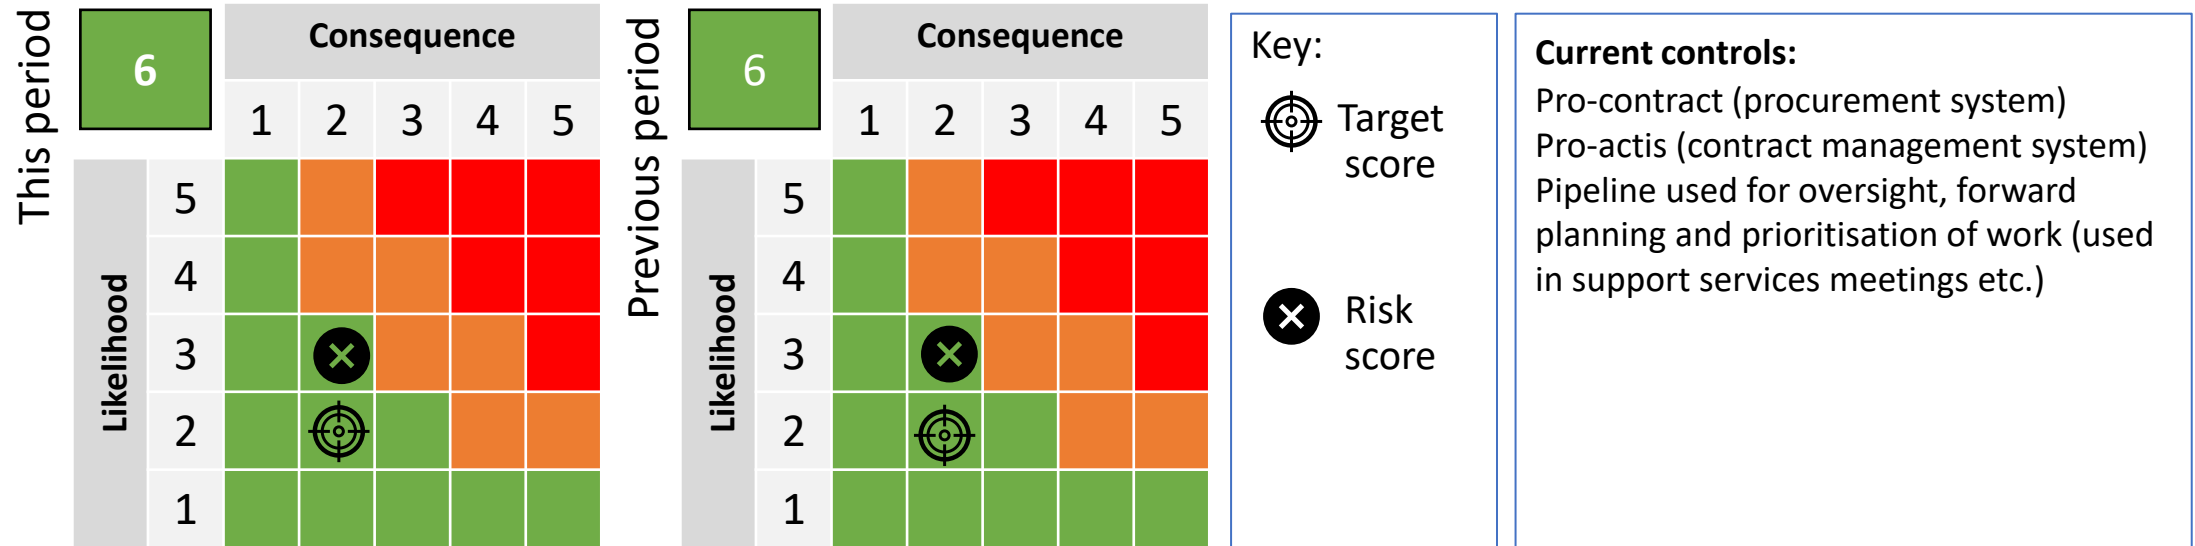 This period
6
Consequence
1 2 3 4 5
Likelihood
5
4
3
2
1
Previous period
6
Consequence
1 2 3 4 5
Likelihood
5
4
3
2
1
Key:
Target
score
Risk
score
Current controls:
Pro-contract (procurement system)
Pro-actis (contract management system)
Pipeline used for oversight, forward
planning and prioritisation of work (used
in support services meetings etc.)